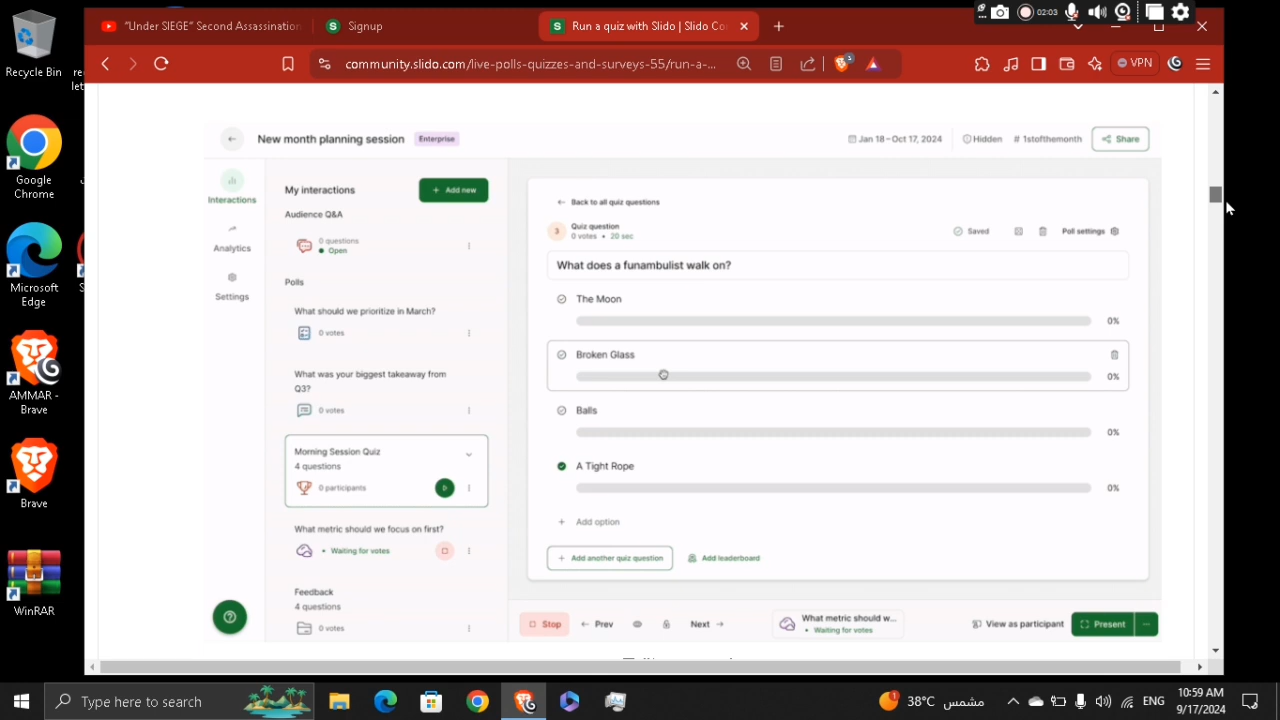 Recycle Bin
Google Chrome
Microsoft Edge
AMMAR - Brave
Brave
WinRAR
"Under SIEGE" Second Assassination
Signup
Run a quiz with Slido | Slido Co
02:03
community.slido.com/live-polls-quizzes-and-surveys-55/run-a-...
VPN
New month planning session
Enterprise
Jan 18 – Oct 17, 2024
Hidden
# 1stofthemonth
Share
Interactions
Analytics
Settings
My interactions
+ Add new
Audience Q&A
0 questions
Open
Polls
What should we prioritize in March?
0 votes
What was your biggest takeaway from
Q3?
0 votes
Morning Session Quiz
4 questions
0 participants
What metric should we focus on first?
Waiting for votes
Feedback
4 questions
0 votes
← Back to all quiz questions
3
Quiz question
0 votes • 20 sec
Saved
Poll settings
What does a funambulist walk on?
The Moon
0%
Broken Glass
0%
Balls
0%
A Tight Rope
0%
+ Add option
+ Add another quiz question
Add leaderboard
Stop
← Prev
Next →
What metric should w...
• Waiting for votes
View as participant
Present
Type here to search
1
38°C مشمس
ENG
10:59 AM
9/17/2024